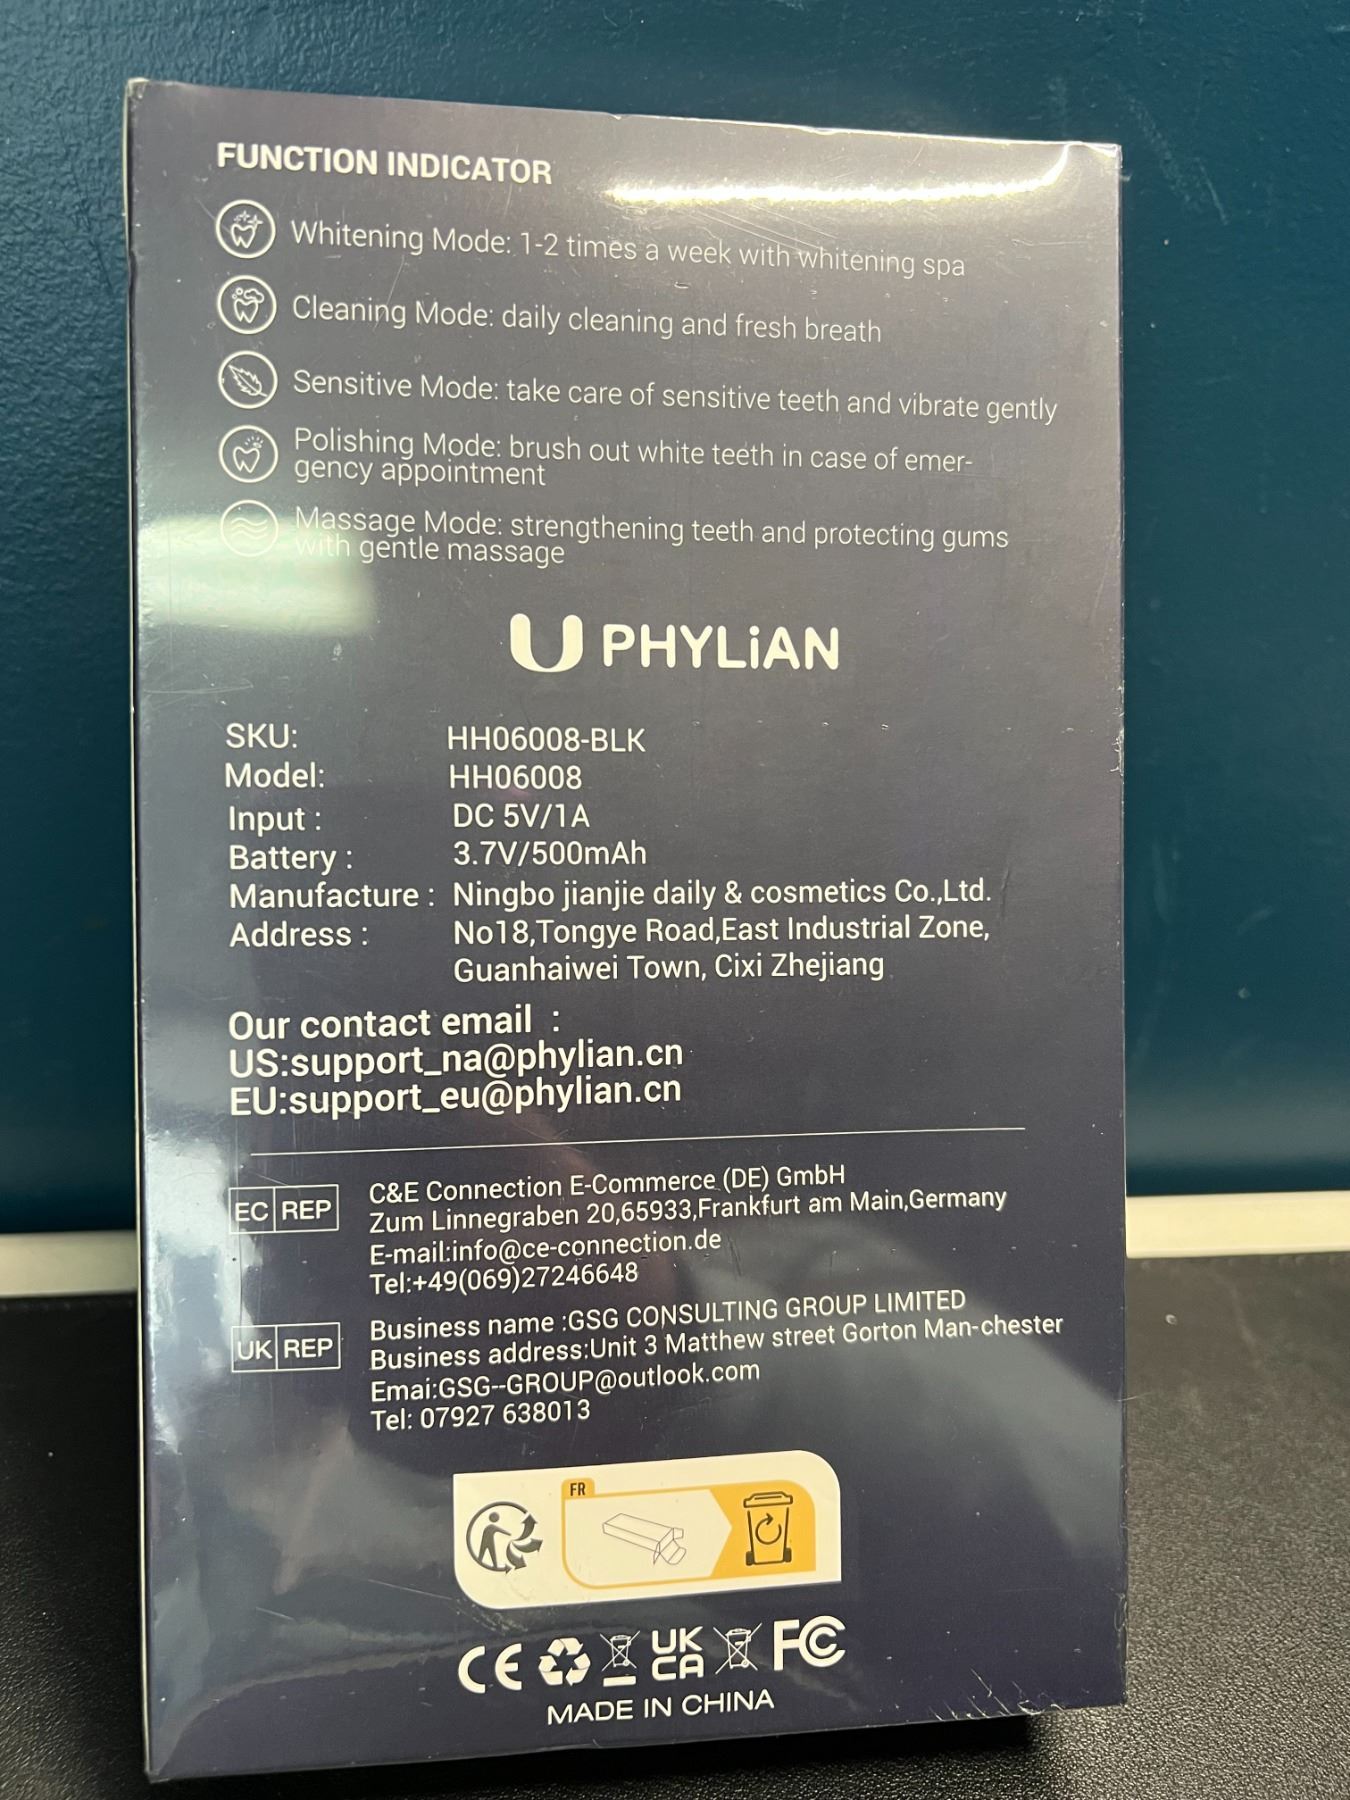 FUNCTION INDICATOR
Whitening Mode: 1-2 times a week with whitening spa
Cleaning Mode: daily cleaning and fresh breath
Sensitive Mode: take care of sensitive teeth and vibrate gently
Polishing Mode: brush out white teeth in case of emer-
gency appointment
Massage Mode: strengthening teeth and protecting gums
with gentle massage
U PHYLiAN
SKU: HH06008-BLK
Model: HH06008
Input : DC 5V/1A
Battery : 3.7V/500mAh
Manufacture : Ningbo jianjie daily & cosmetics Co.,Ltd.
Address : No18,Tongye Road,East Industrial Zone,
Guanhaiwei Town, Cixi Zhejiang
Our contact email :
US:support_na@phylian.cn
EU:support_eu@phylian.cn
EC REP
C&E Connection E-Commerce (DE) GmbH
Zum Linnegraben 20,65933,Frankfurt am Main,Germany
E-mail:info@ce-connection.de
Tel:+49(069)27246648
UK REP
Business name :GSG CONSULTING GROUP LIMITED
Business address:Unit 3 Matthew street Gorton Man-chester
Emai:GSG--GROUP@outlook.com
Tel: 07927 638013
FR
CE UK CA FC
MADE IN CHINA